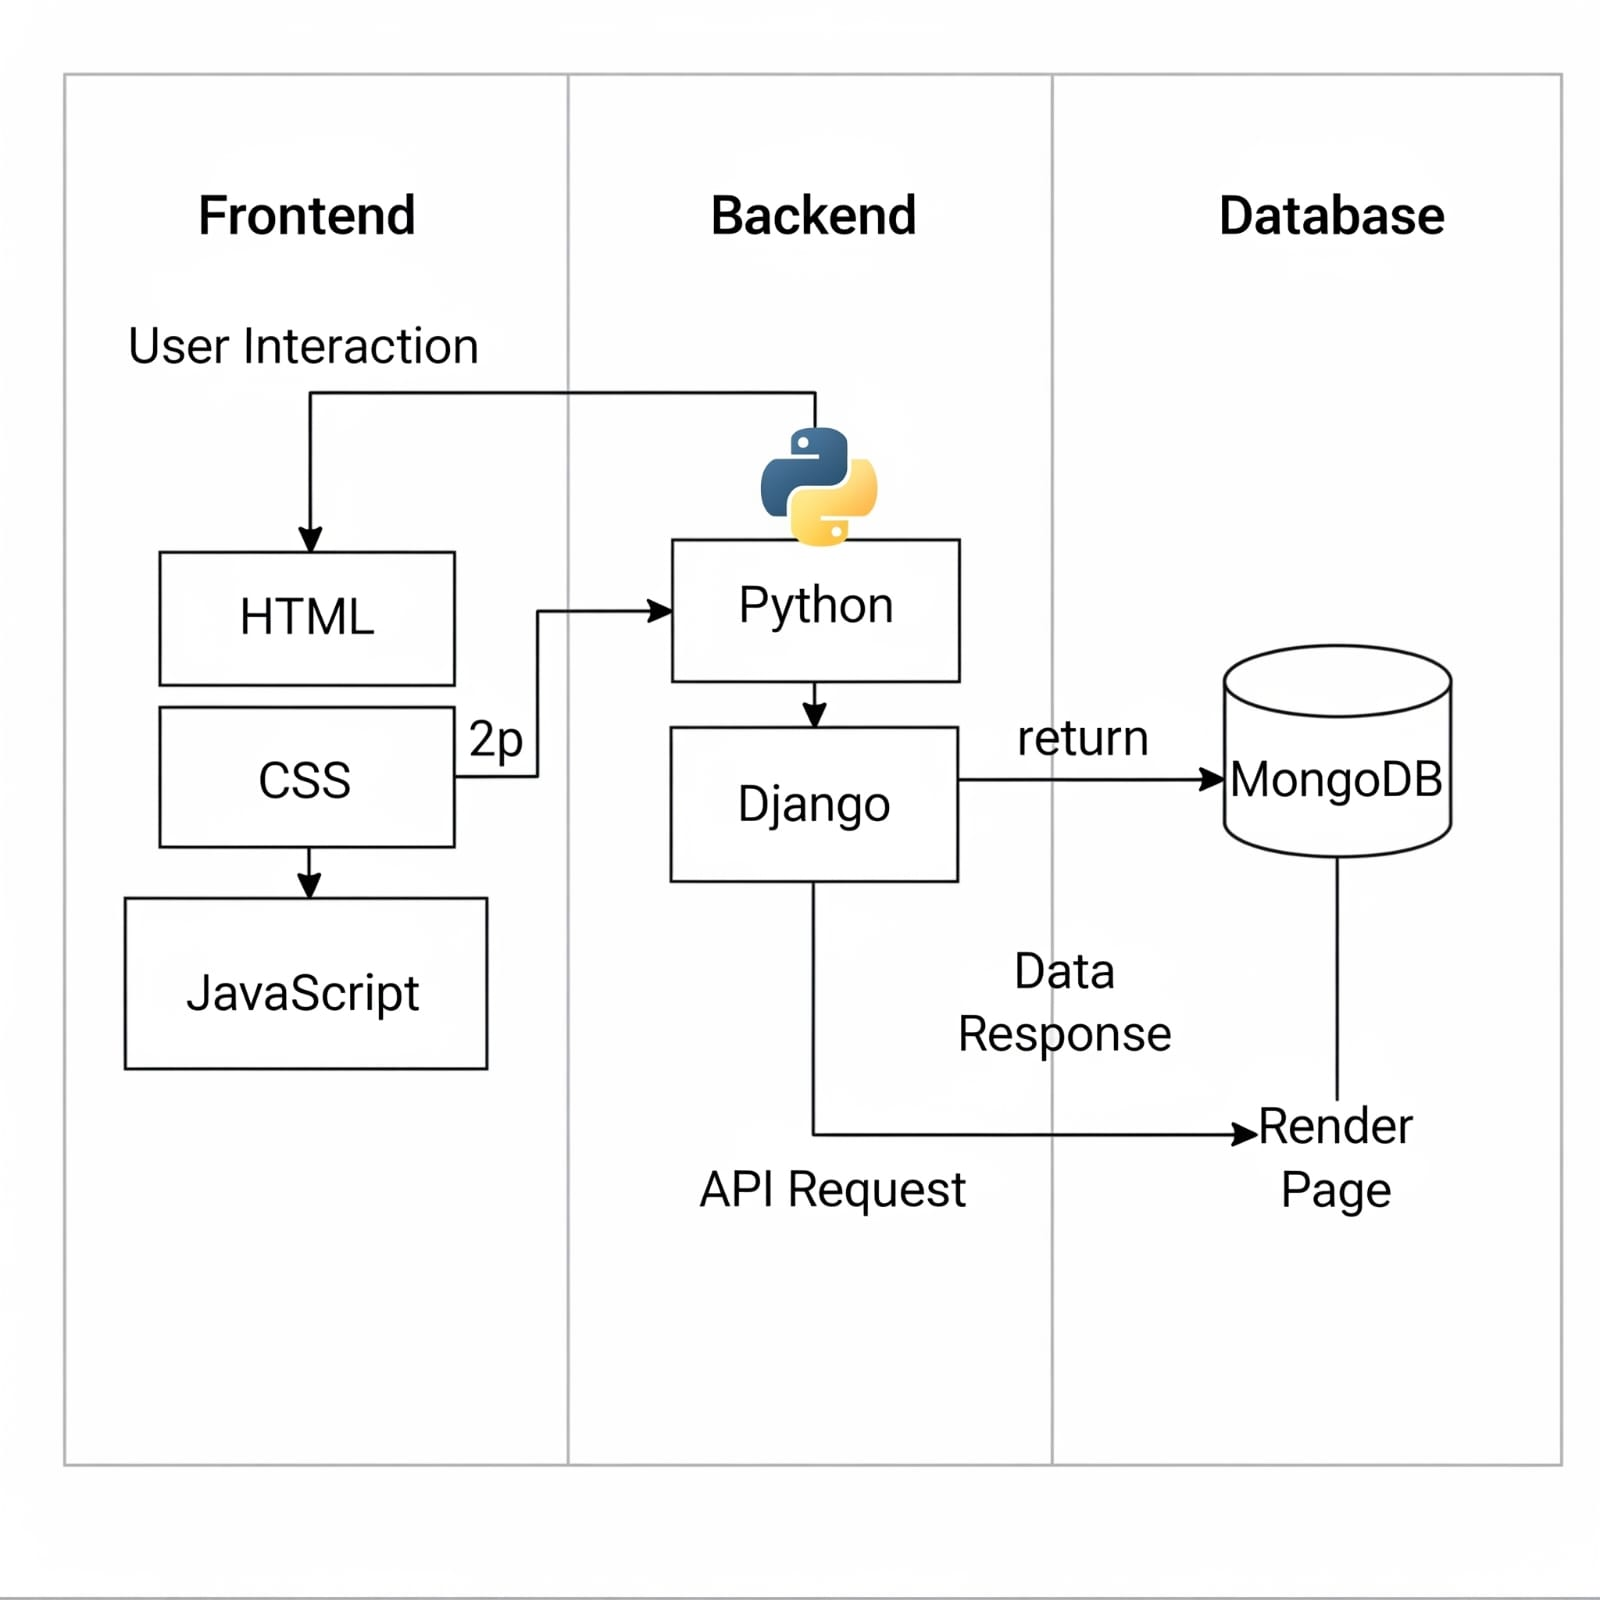 Frontend
Backend
Database
User Interaction
HTML
Python
CSS
2p
Django
return
MongoDB
JavaScript
Data
Response
API Request
Render
Page